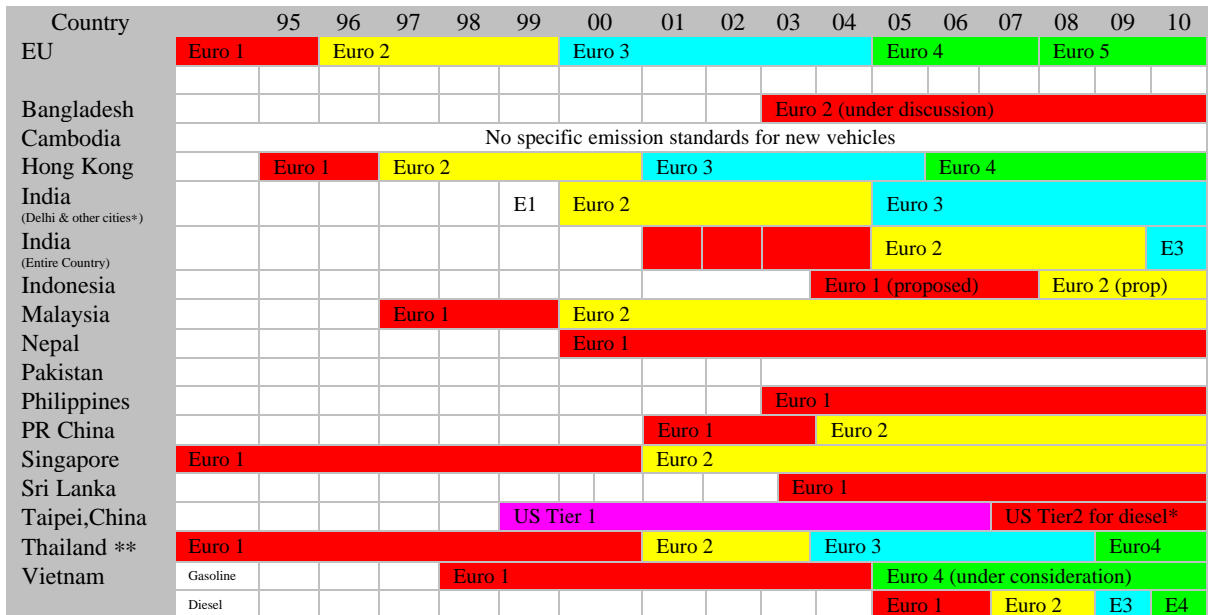 Country 95 96 97 98 99 00 01 02 03 04 05 06 07 08 09 10
EU Euro 1 Euro 2 Euro 3 Euro 4 Euro 5
Bangladesh Euro 2 (under discussion)
Cambodia No specific emission standards for new vehicles
Hong Kong Euro 1 Euro 2 Euro 3 Euro 4
India E1 Euro 2 Euro 3
(Delhi & other cities*)
India Euro 2 E3
(Entire Country)
Indonesia Euro 1 (proposed) Euro 2 (prop)
Malaysia Euro 1 Euro 2
Nepal Euro 1
Pakistan
Philippines Euro 1
PR China Euro 1 Euro 2
Singapore Euro 1 Euro 2
Sri Lanka Euro 1
Taipei,China US Tier 1 US Tier2 for diesel*
Thailand ** Euro 1 Euro 2 Euro 3 Euro4
Vietnam Gasoline Euro 1 Euro 4 (under consideration)
Diesel Euro 1 Euro 2 E3 E4